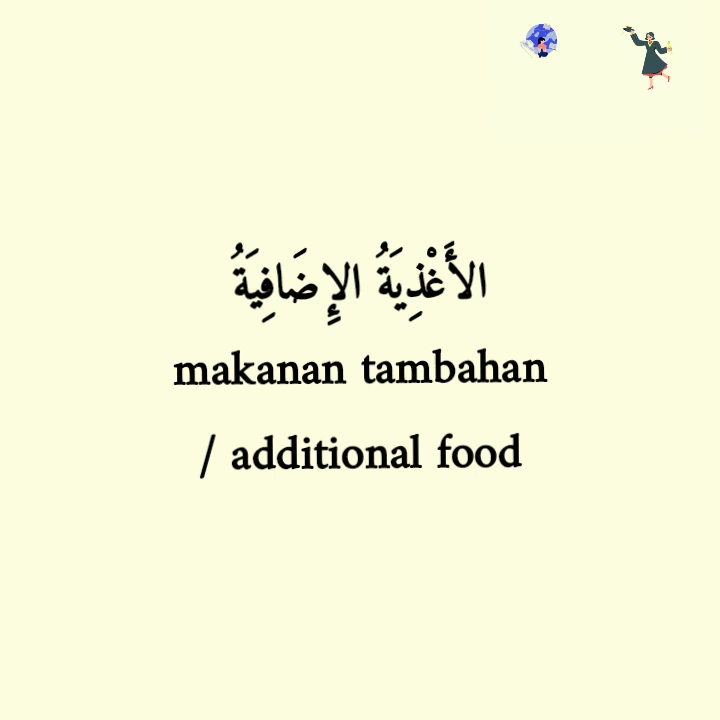 الأَغْذِيَةُ الإِضَافِيَةُ
makanan tambahan
/ additional food